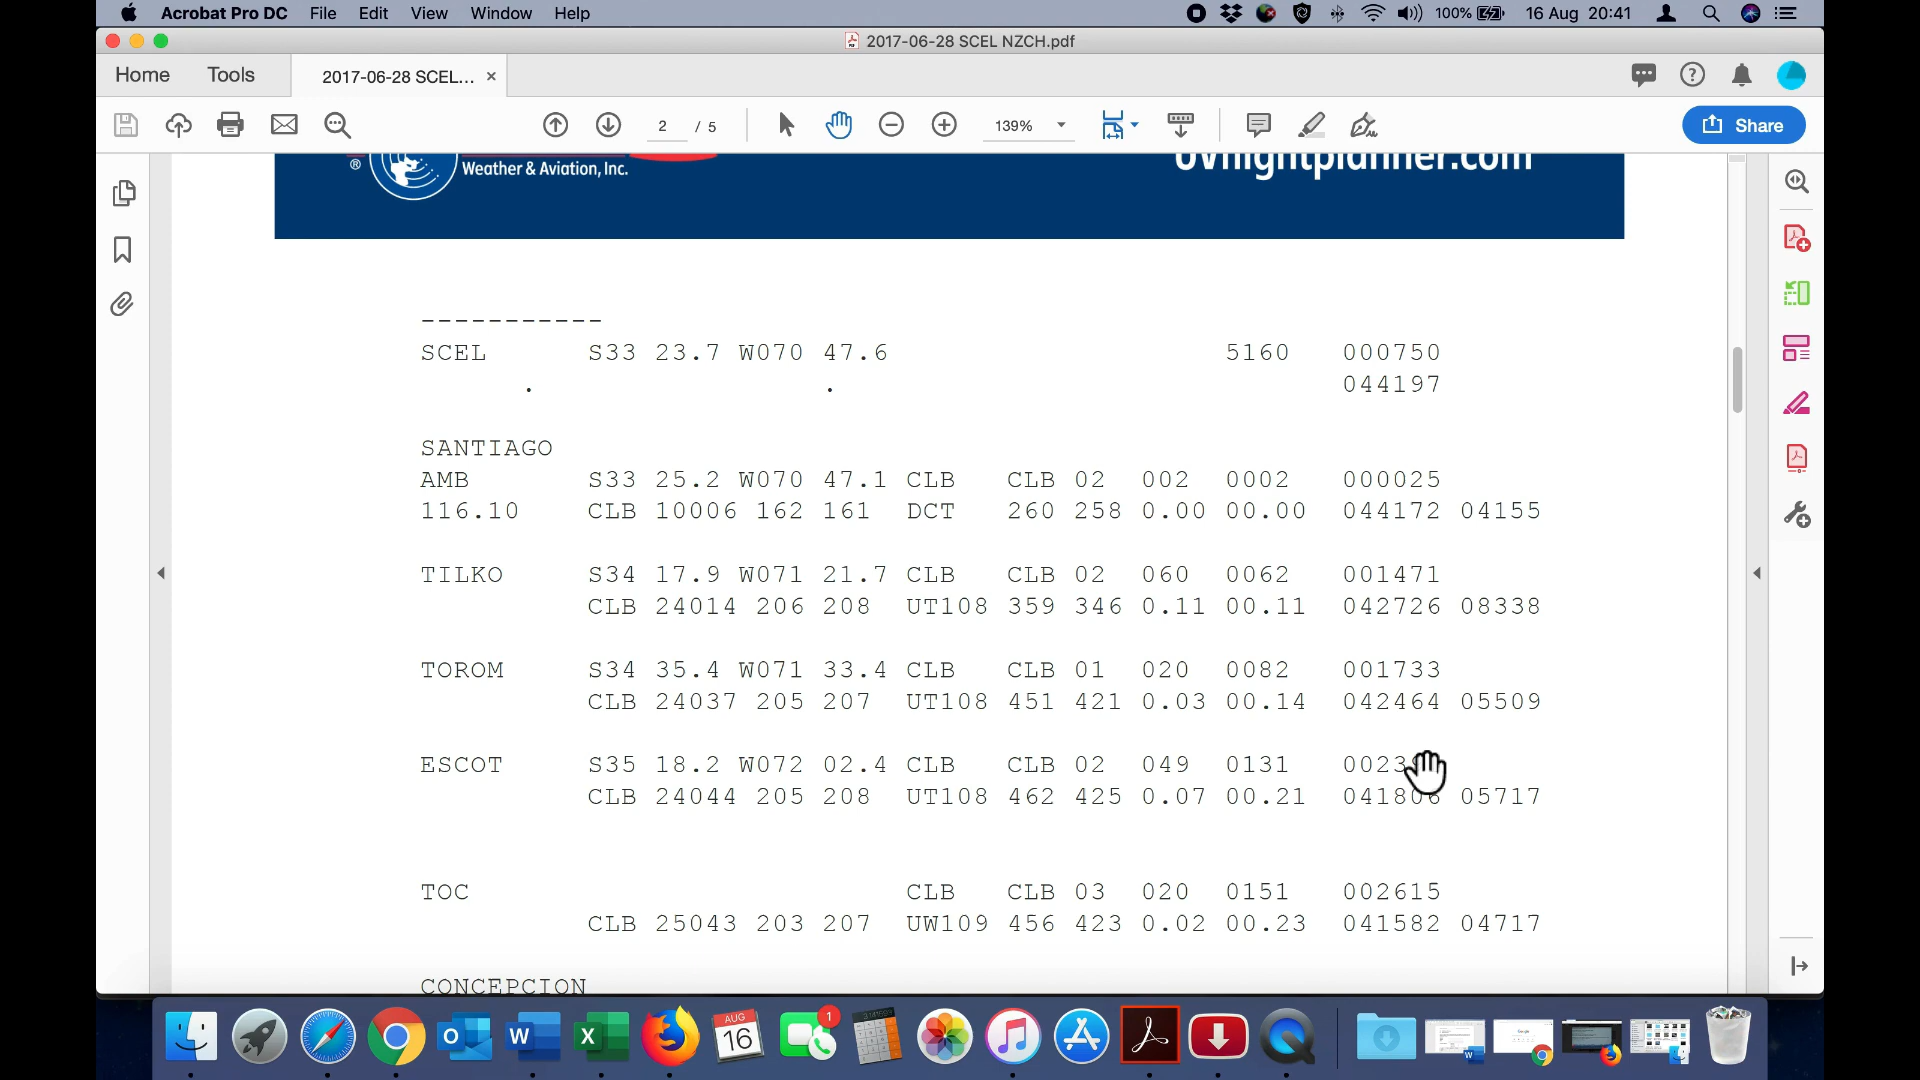 Acrobat Pro DC File Edit View Window Help 100% 16 Aug 20:41
2017-06-28 SCEL NZCH.pdf
Home Tools 2017-06-28 SCEL... ×
2 / 5 139% Share
® Weather & Aviation, Inc. uvflightplanner.com
-----------
SCEL S33 23.7 W070 47.6 5160 000750
. . 044197
SANTIAGO
AMB S33 25.2 W070 47.1 CLB CLB 02 002 0002 000025
116.10 CLB 10006 162 161 DCT 260 258 0.00 00.00 044172 04155
TILKO S34 17.9 W071 21.7 CLB CLB 02 060 0062 001471
CLB 24014 206 208 UT108 359 346 0.11 00.11 042726 08338
TOROM S34 35.4 W071 33.4 CLB CLB 01 020 0082 001733
CLB 24037 205 207 UT108 451 421 0.03 00.14 042464 05509
ESCOT S35 18.2 W072 02.4 CLB CLB 02 049 0131
CLB 24044 205 208 UT108 462 425 0.07 00.21 041806 05717
TOC CLB CLB 03 020 0151 002615
CLB 25043 203 207 UW109 456 423 0.02 00.23 041582 04717
CONCEPCION
AUG
16
1